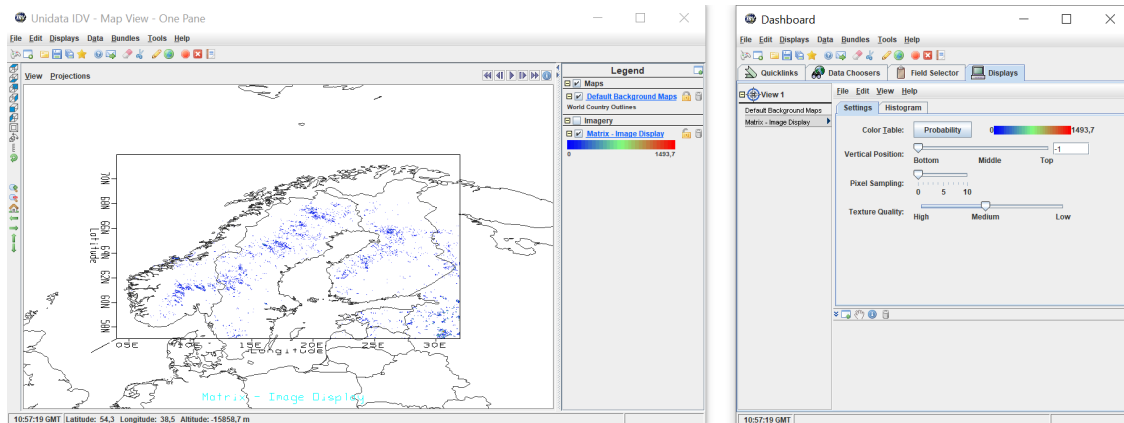 Unidata IDV - Map View - One Pane
File Edit Displays Data Bundles Tools Help
View Projections
Legend
Maps
Default Background Maps
World Country Outlines
Imagery
Matrix - Image Display
0 1493,7
70N
68N
66N
64N
62N
60N
58N
Latitude
05E 10E 15E 20E 25E 30E
Longitude
Matrix - Image Display
10:57:19 GMT Latitude: 54,3 Longitude: 38,5 Altitude: -15858,7 m
Dashboard
File Edit Displays Data Bundles Tools Help
Quicklinks Data Choosers Field Selector Displays
View 1
Default Background Maps
Matrix - Image Display
File Edit View Help
Settings Histogram
Color Table: Probability 0 1493,7
Vertical Position: -1
Bottom Middle Top
Pixel Sampling:
0 5 10
Texture Quality:
High Medium Low
10:57:19 GMT